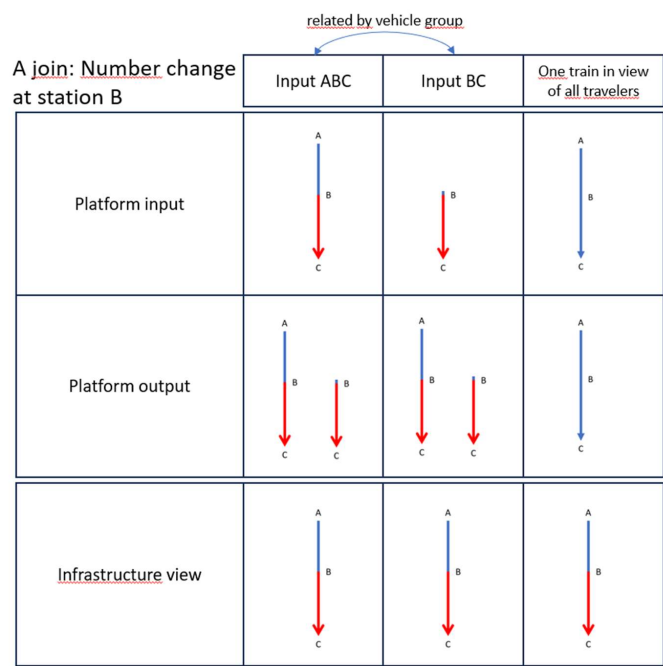 related by vehicle group
A join: Number change
at station B
Input ABC
Input BC
One train in view
of all travelers
Platform input
A
B
C
B
C
A
B
C
Platform output
A
B
C
B
C
A
B
C
B
C
A
B
C
Infrastructure view
A
B
C
A
B
C
A
B
C